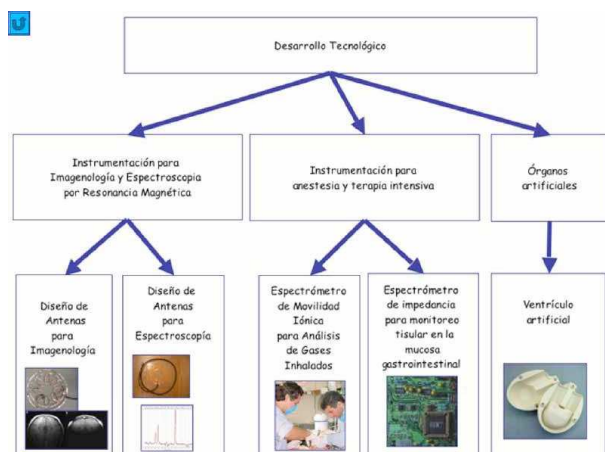 Desarrollo Tecnológico
Instrumentación para
Imagenología y Espectroscopia
por Resonancia Magnética
Instrumentación para
anestesia y terapia intensiva
Órganos
artificiales
Diseño de
Antenas
para
Imagenología
Diseño de
Antenas
para
Espectroscopía
Espectrómetro
de Movilidad
Iónica
para Análisis
de Gases
Inhalados
Espectrómetro
de impedancia
para monitoreo
tisular en la
mucosa
gastrointestinal
Ventrículo
artificial